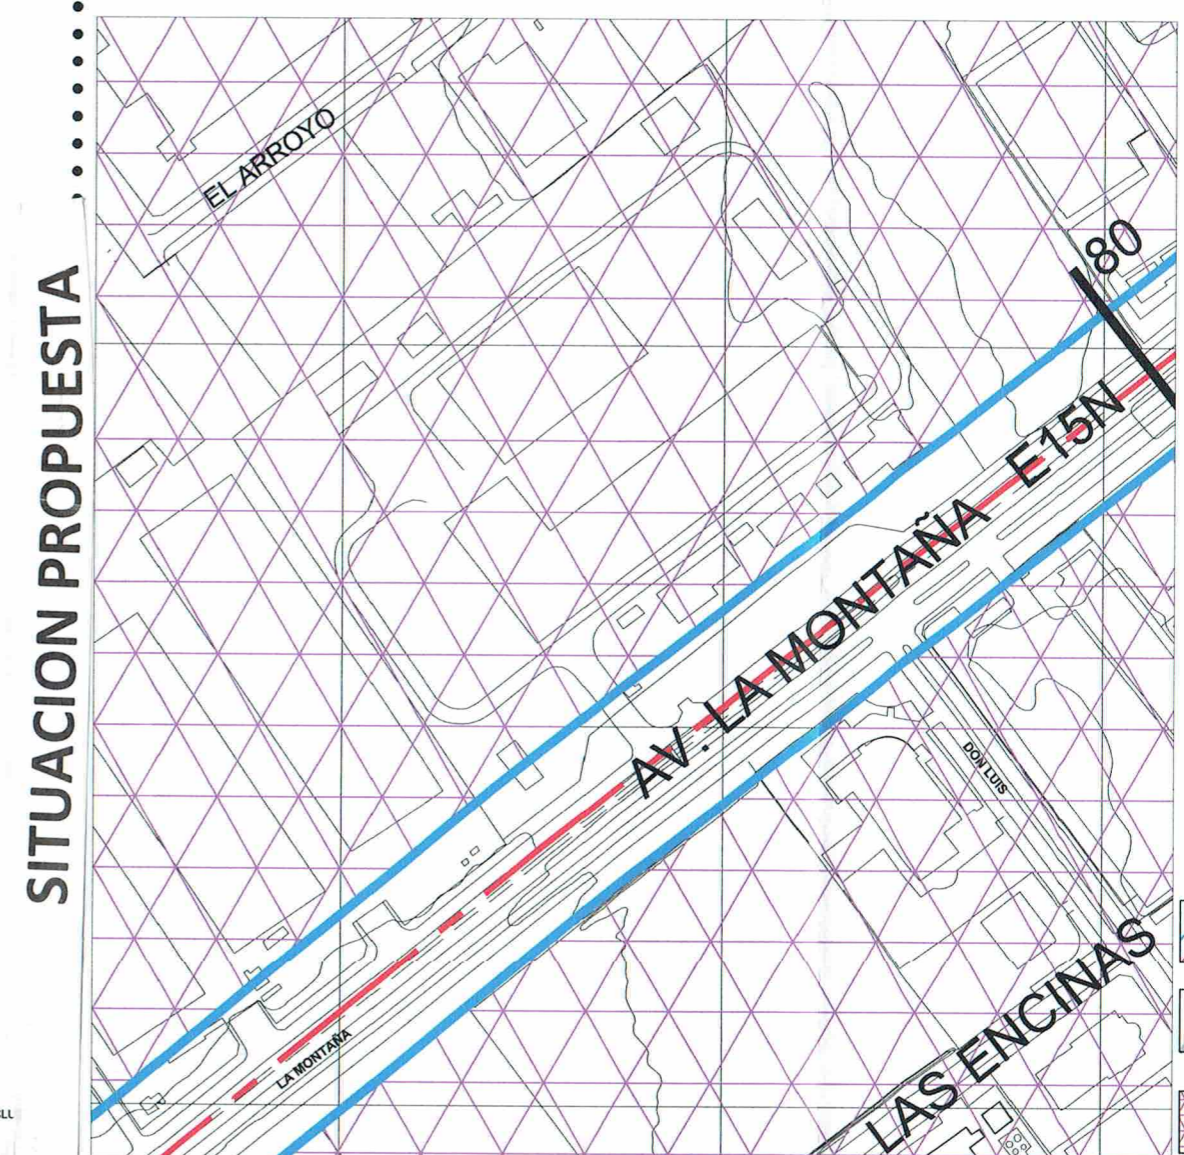 SITUACION PROPUESTA
EL ARROYO
80
AV. LA MONTAÑA E15N
DON LUIS
LA MONTAÑA
LAS ENCINAS